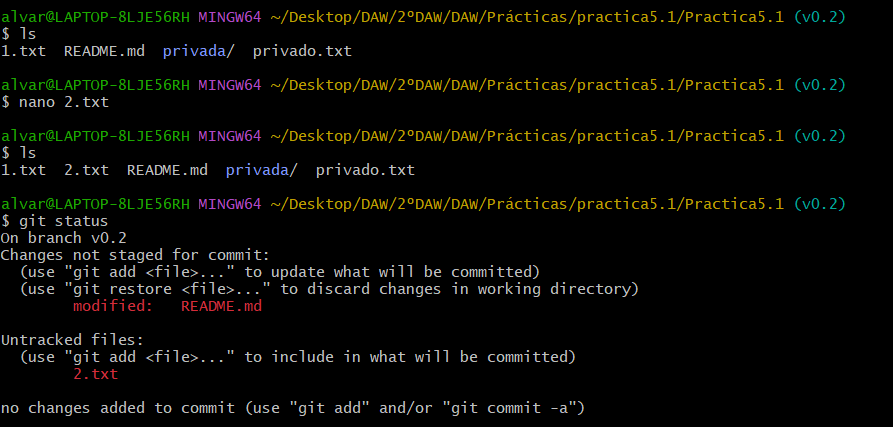 alvar@LAPTOP-8LJE56RH MINGW64 ~/Desktop/DAW/2ºDAW/DAW/Prácticas/practica5.1/Practica5.1 (v0.2)
$ ls
1.txt  README.md  privada/  privado.txt

alvar@LAPTOP-8LJE56RH MINGW64 ~/Desktop/DAW/2ºDAW/DAW/Prácticas/practica5.1/Practica5.1 (v0.2)
$ nano 2.txt

alvar@LAPTOP-8LJE56RH MINGW64 ~/Desktop/DAW/2ºDAW/DAW/Prácticas/practica5.1/Practica5.1 (v0.2)
$ ls
1.txt  2.txt  README.md  privada/  privado.txt

alvar@LAPTOP-8LJE56RH MINGW64 ~/Desktop/DAW/2ºDAW/DAW/Prácticas/practica5.1/Practica5.1 (v0.2)
$ git status
On branch v0.2
Changes not staged for commit:
  (use "git add <file>..." to update what will be committed)
  (use "git restore <file>..." to discard changes in working directory)
        modified:   README.md

Untracked files:
  (use "git add <file>..." to include in what will be committed)
        2.txt

no changes added to commit (use "git add" and/or "git commit -a")